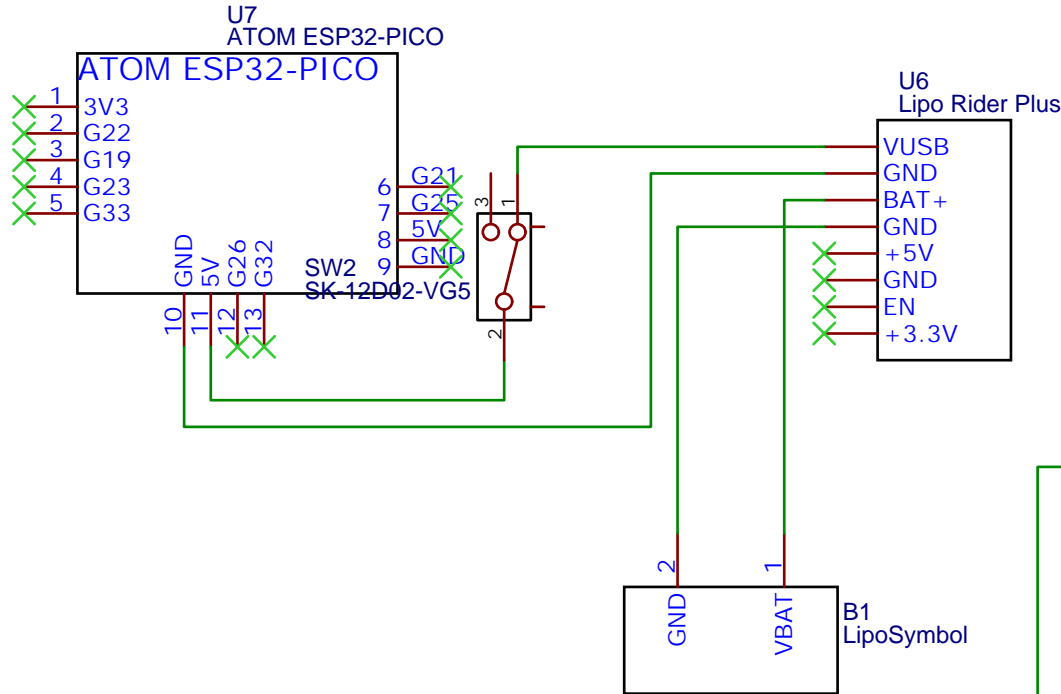 U7
ATOM ESP32-PICO
ATOM ESP32-PICO
1 3V3
2 G22
3 G19
4 G23
5 G33
6 G21
7 G25
8 5V
9 GND
10 GND
11 5V
12 G26
13 G32
SW2
SK-12D02-VG5
3
1
2
U6
Lipo Rider Plus
VUSB
GND
BAT+
GND
+5V
GND
EN
+3.3V
2 GND
1 VBAT
B1
LipoSymbol